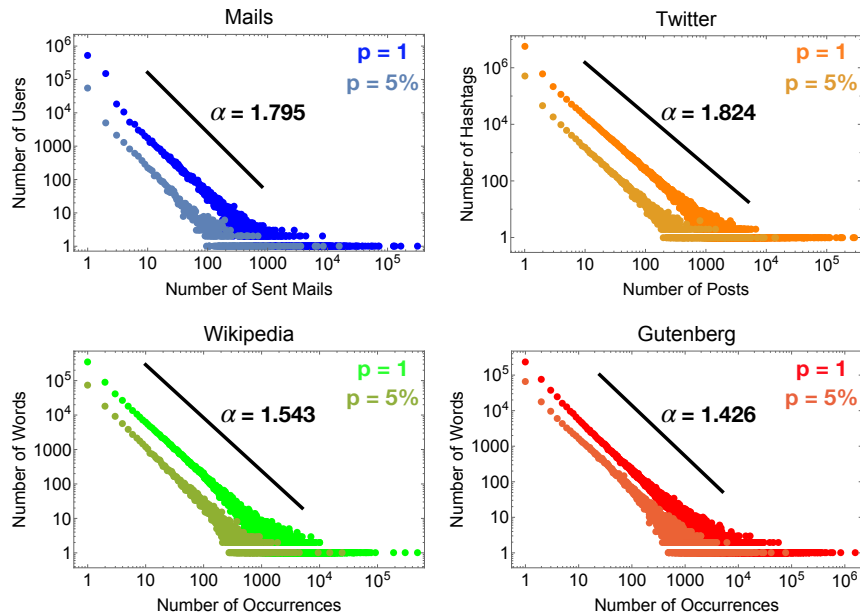 Mails
Number of Users
10^6
10^5
10^4
1000
100
10
1
p = 1
p = 5%
α = 1.795
1 10 100 1000 10^4 10^5
Number of Sent Mails
Twitter
Number of Hashtags
10^6
10^4
100
1
p = 1
p = 5%
α = 1.824
1 10 100 1000 10^4 10^5
Number of Posts
Wikipedia
Number of Words
10^5
10^4
1000
100
10
1
p = 1
p = 5%
α = 1.543
1 10 100 1000 10^4 10^5
Number of Occurrences
Gutenberg
Number of Words
10^5
10^4
1000
100
10
1
p = 1
p = 5%
α = 1.426
1 10 100 1000 10^4 10^5 10^6
Number of Occurrences